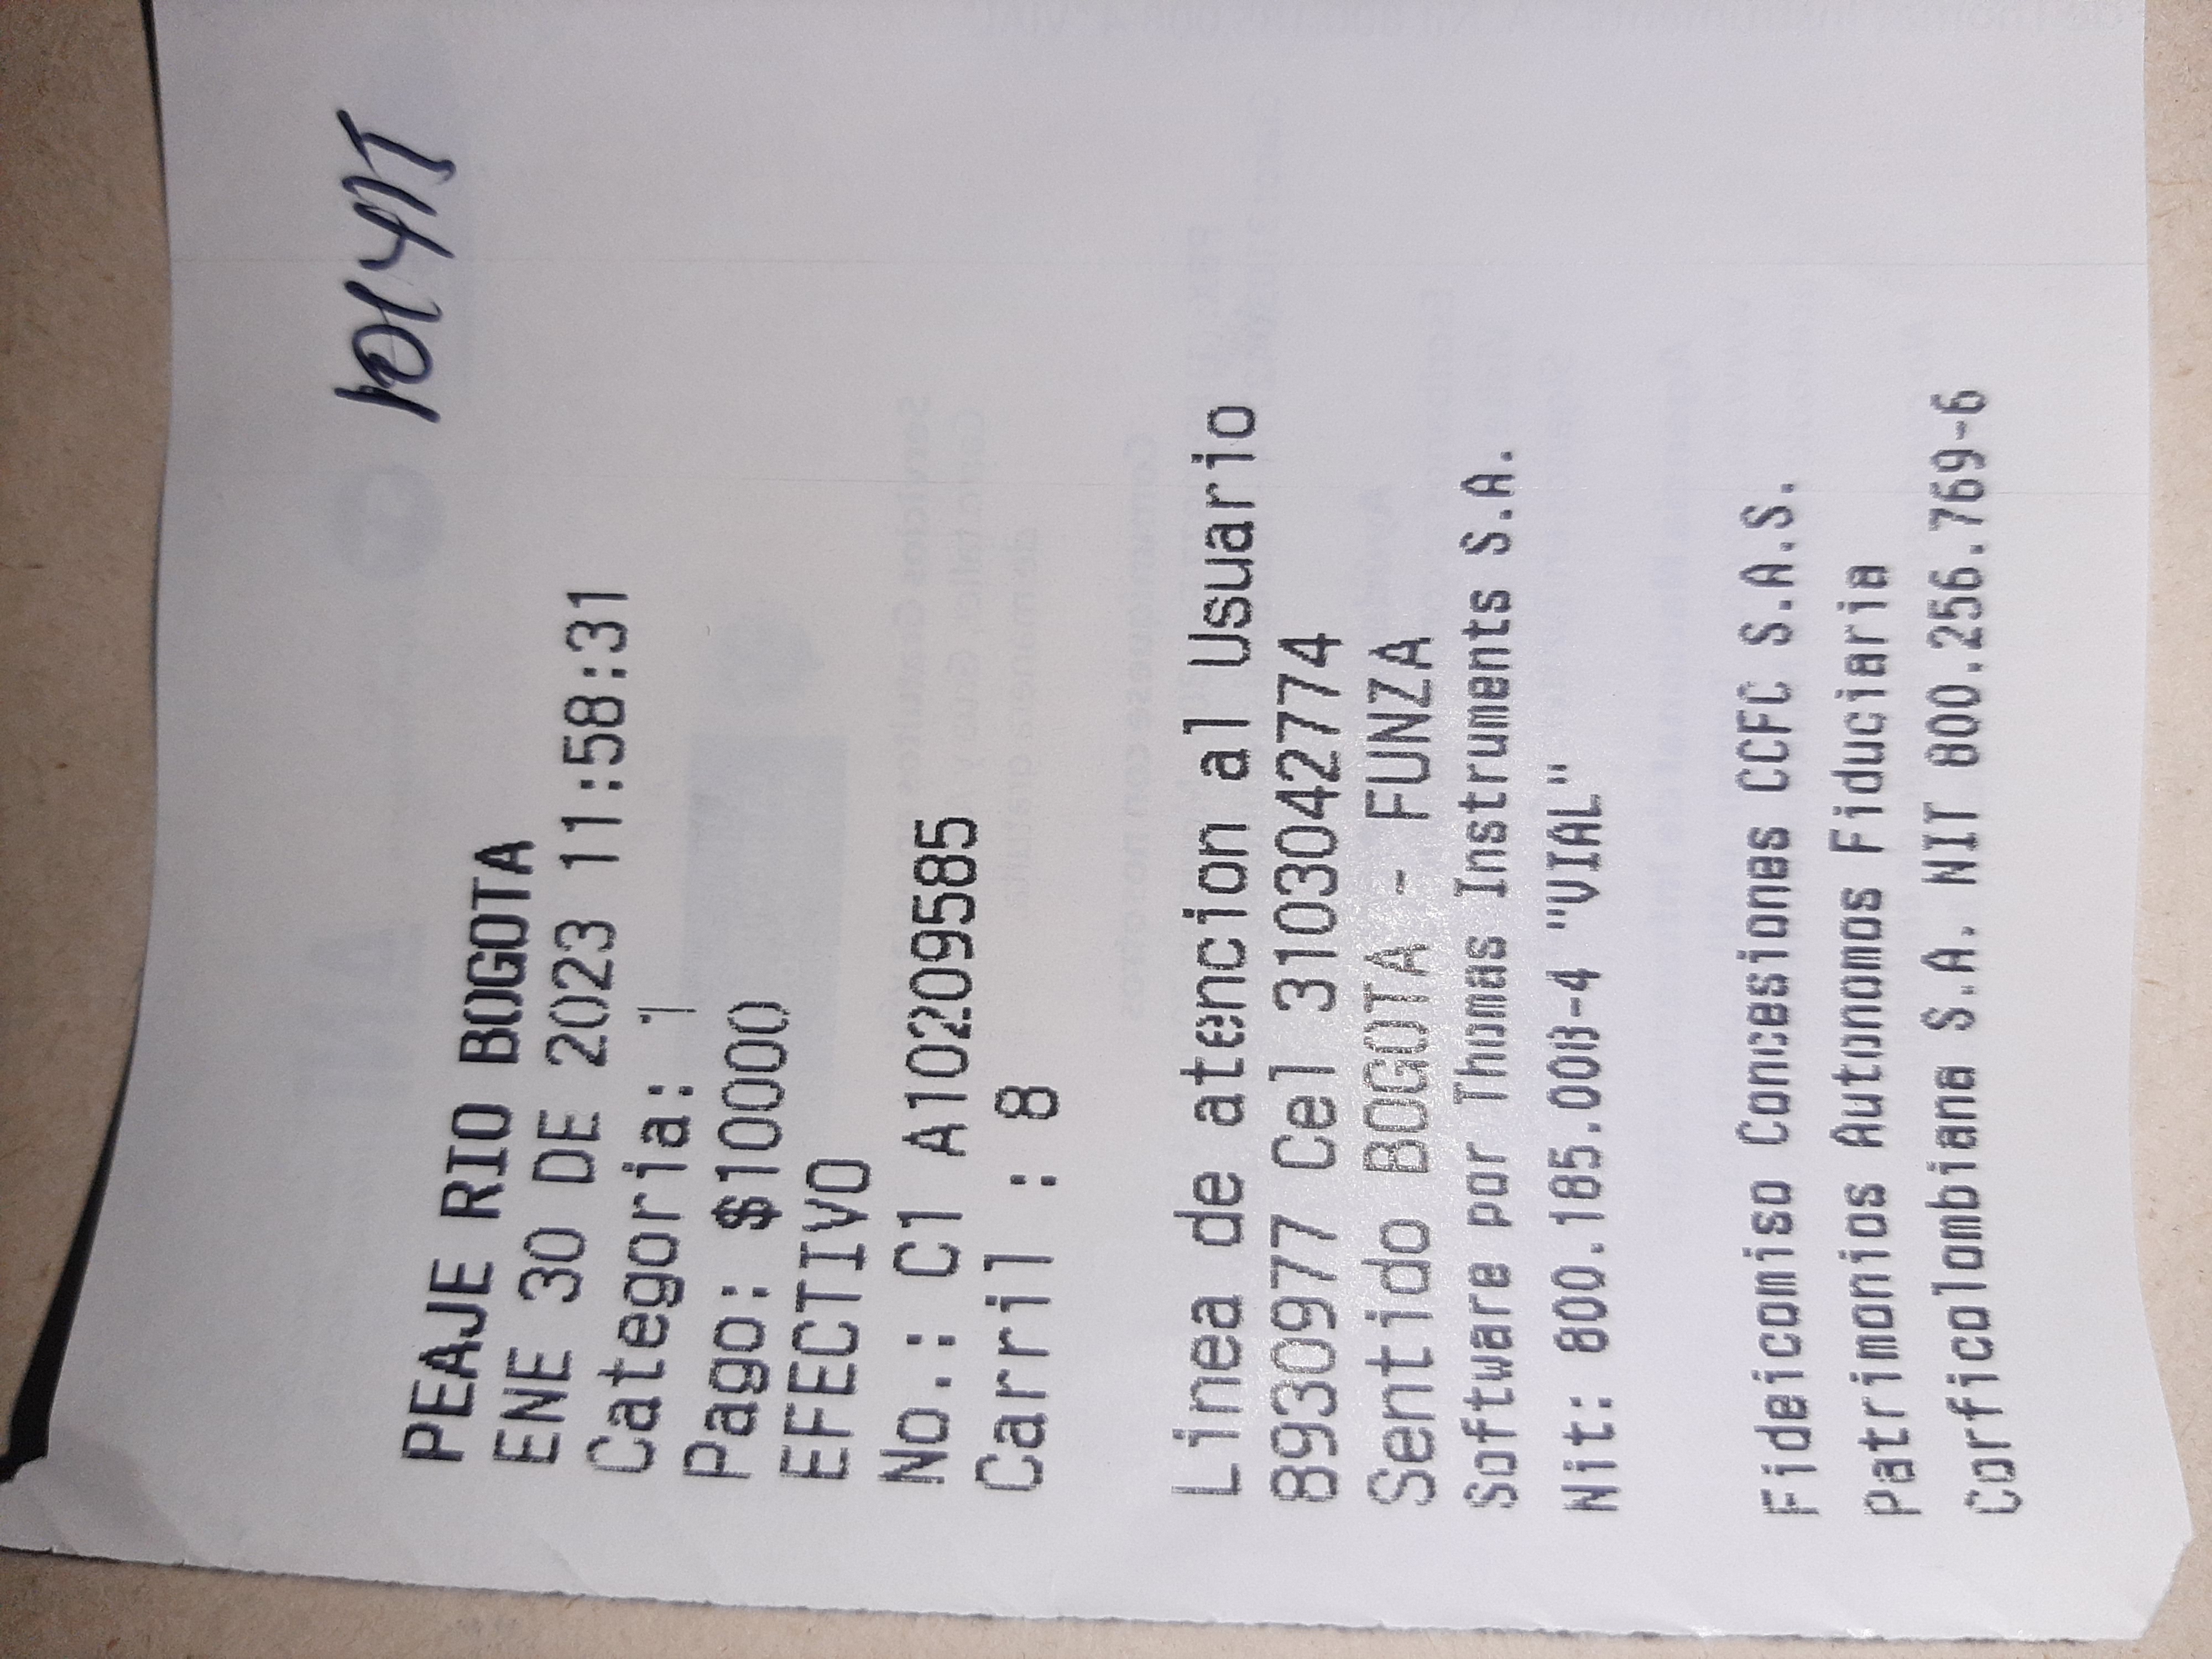 PEAJE RIO BOGOTA
ENE 30 DE 2023 11:58:31
Categoria: 1
Pago: $10000
EFECTIVO
No.: C1 A10209585
Carril : 8
Linea de atencion al Usuario
8930977 Cel 3103042774
Sentido BOGOTA - FUNZA
Software por Thomas Instruments S.A.
Nit: 800.185.008-4 "VIAL"
Fideicomiso Concesiones CCFC S.A.S.
Patrimonios Autonomos Fiduciaria
Corficolombiana S.A. NIT 800.256.769-6